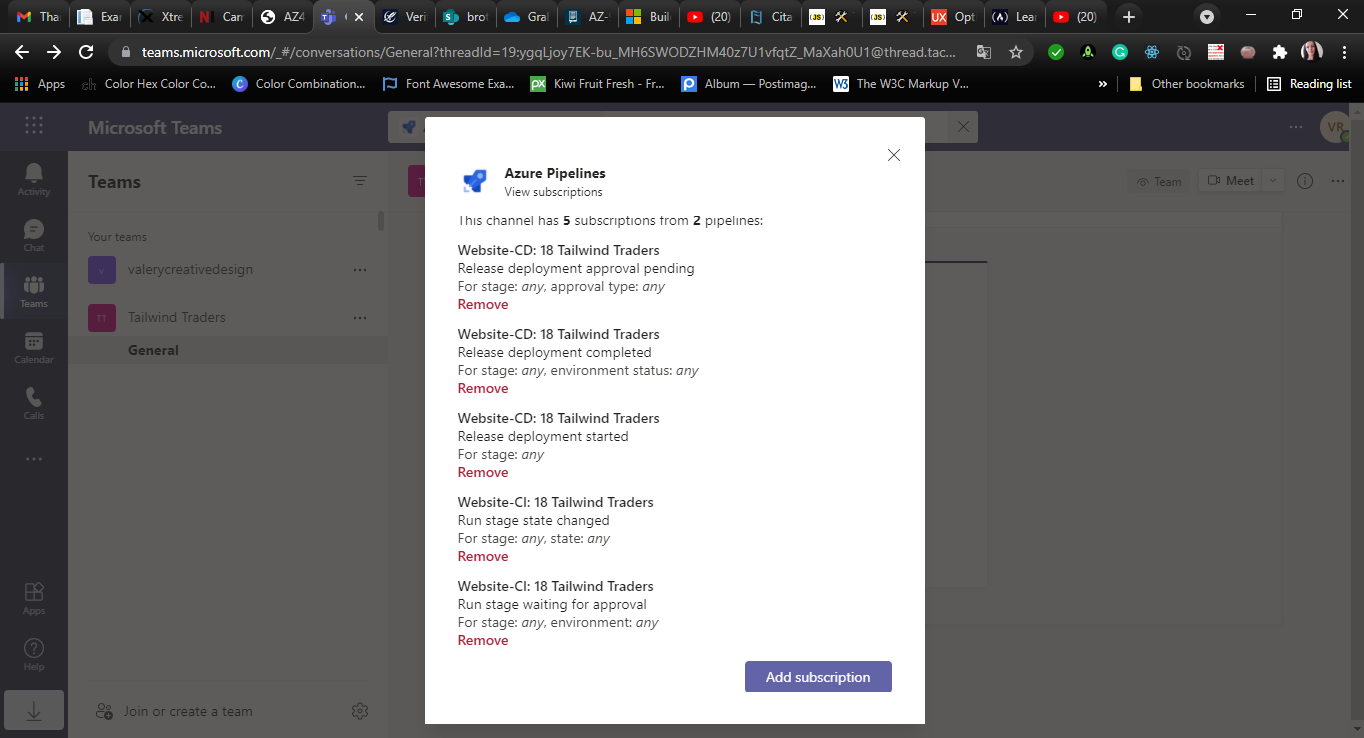 Thar
Exar
Xtre
Can
AZ4
Veri
brot
Gral
AZ-
Buil
(20)
Cita
Opt
Lear
(20)
teams.microsoft.com/_#/conversations/General?threadId=19:ygqLjoy7EK-bu_MH6SWODZHM40z7U1vfqtZ_MaXah0U1@thread.tac...
Apps
Color Hex Color Co...
Color Combination...
Font Awesome Exa...
Kiwi Fruit Fresh - Fr...
Album — Postimag...
The W3C Markup V...
»
Other bookmarks
Reading list
Microsoft Teams
VR
Activity
Chat
Teams
Calendar
Calls
Apps
Help
Teams
Your teams
v
valerycreativedesign
TT
Tailwind Traders
General
Join or create a team
Team
Meet
Azure Pipelines
View subscriptions
This channel has 5 subscriptions from 2 pipelines:
Website-CD: 18 Tailwind Traders
Release deployment approval pending
For stage: any, approval type: any
Remove
Website-CD: 18 Tailwind Traders
Release deployment completed
For stage: any, environment status: any
Remove
Website-CD: 18 Tailwind Traders
Release deployment started
For stage: any
Remove
Website-CI: 18 Tailwind Traders
Run stage state changed
For stage: any, state: any
Remove
Website-CI: 18 Tailwind Traders
Run stage waiting for approval
For stage: any, environment: any
Remove
Add subscription